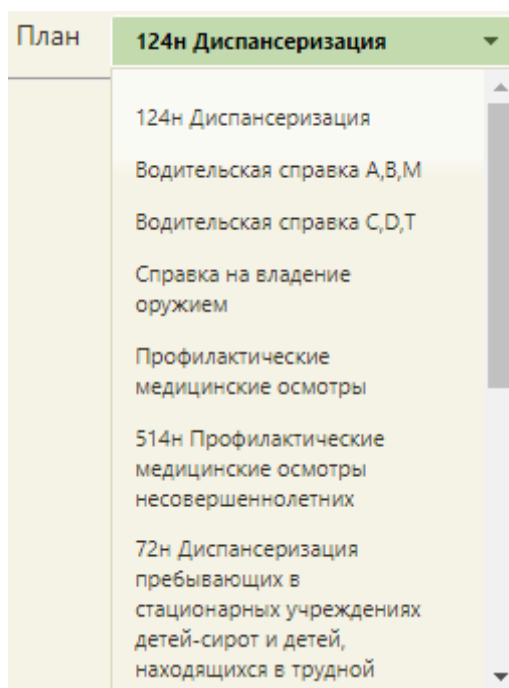 План
124н Диспансеризация
124н Диспансеризация
Водительская справка A,B,M
Водительская справка C,D,T
Справка на владение
оружием
Профилактические
медицинские осмотры
514н Профилактические
медицинские осмотры
несовершеннолетних
72н Диспансеризация
пребывающих в
стационарных учреждениях
детей-сирот и детей,
находящихся в трудной